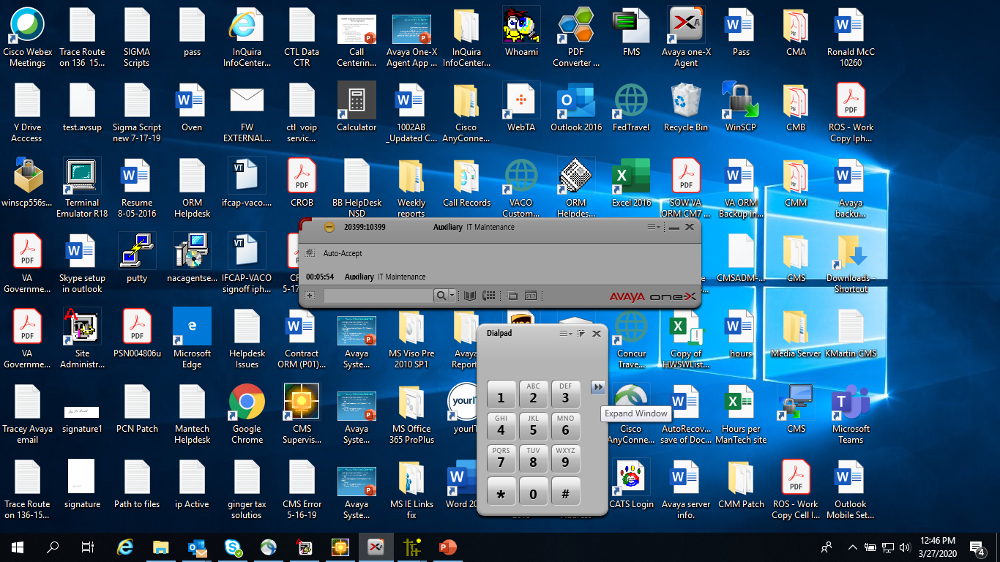 Cisco Webex Meetings
Trace Route on 136 15...
SIGMA Scripts
pass
InQuira InfoCenter...
CTL Data CTR
Call Centering...
Avaya One-X Agent App ...
InQuira InfoCenter...
Whoami
PDF Converter ...
FMS
Avaya one-X Agent
Pass
CMA
Ronald McC 10260
Y Drive Acccess
test.avsup
Sigma Script new 7-17-19
Oven
FW EXTERNAL...
ctl voip servic...
Calculator
1002AB _Updated C...
Cisco AnyConne...
WebTA
Outlook 2016
FedTravel
Recycle Bin
WinSCP
CMB
ROS - Work Copy Iph...
winscp556s...
Terminal Emulator R18
Resume 8-05-2016
ORM Helpdesk
ifcap-vaco....
CROB
BB HelpDesk NSD
Weekly reports
Call Records
VACO Custom...
ORM Helpdes...
Excel 2016
SOW VA ORM CM7 ...
VA ORM Backup in...
CMM
Avaya backu...
20399:10399
Auxiliary IT Maintenance
Auto-Accept
00:05:54 Auxiliary IT Maintenance
AVAYA one-X
VA Governme...
Skype setup in outlook
putty
nacagentse...
IFCAP-VACO signoff iph...
CMSADM-...
CMS
Downloads - Shortcut
VA Governme...
Site Administr...
PSN004806u
Microsoft Edge
Helpdesk Issues
Contract ORM (P01)...
Avaya Syste...
MS Viso Pre 2010 SP1
Avaya Report
Concur Trave...
Copy of HWSWList...
hours
Media Server
KMartin CMS
Dialpad
1
ABC 2
DEF 3
GHI 4
JKL 5
MNO 6
PQRS 7
TUV 8
WXYZ 9
*
0
#
Expand Window
Tracey Avaya email
signature1
PCN Patch
Mantech Helpdesk
Google Chrome
CMS Supervis...
Avaya Syste...
MS Office 365 ProPlus
yourIT
Cisco AnyConne...
AutoRecov... save of Doc...
Hours per ManTech site
CMS
Microsoft Teams
Trace Route on 136-15...
signature
Path to files
ip Active
ginger tax solutios
CMS Error 5-16-19
Avaya Syste...
MS IE Links fix
Word 20
CATS Login
Avaya server info.
CMM Patch
ROS - Work Copy Cell I...
Outlook Mobile Set...
12:46 PM
3/27/2020
4